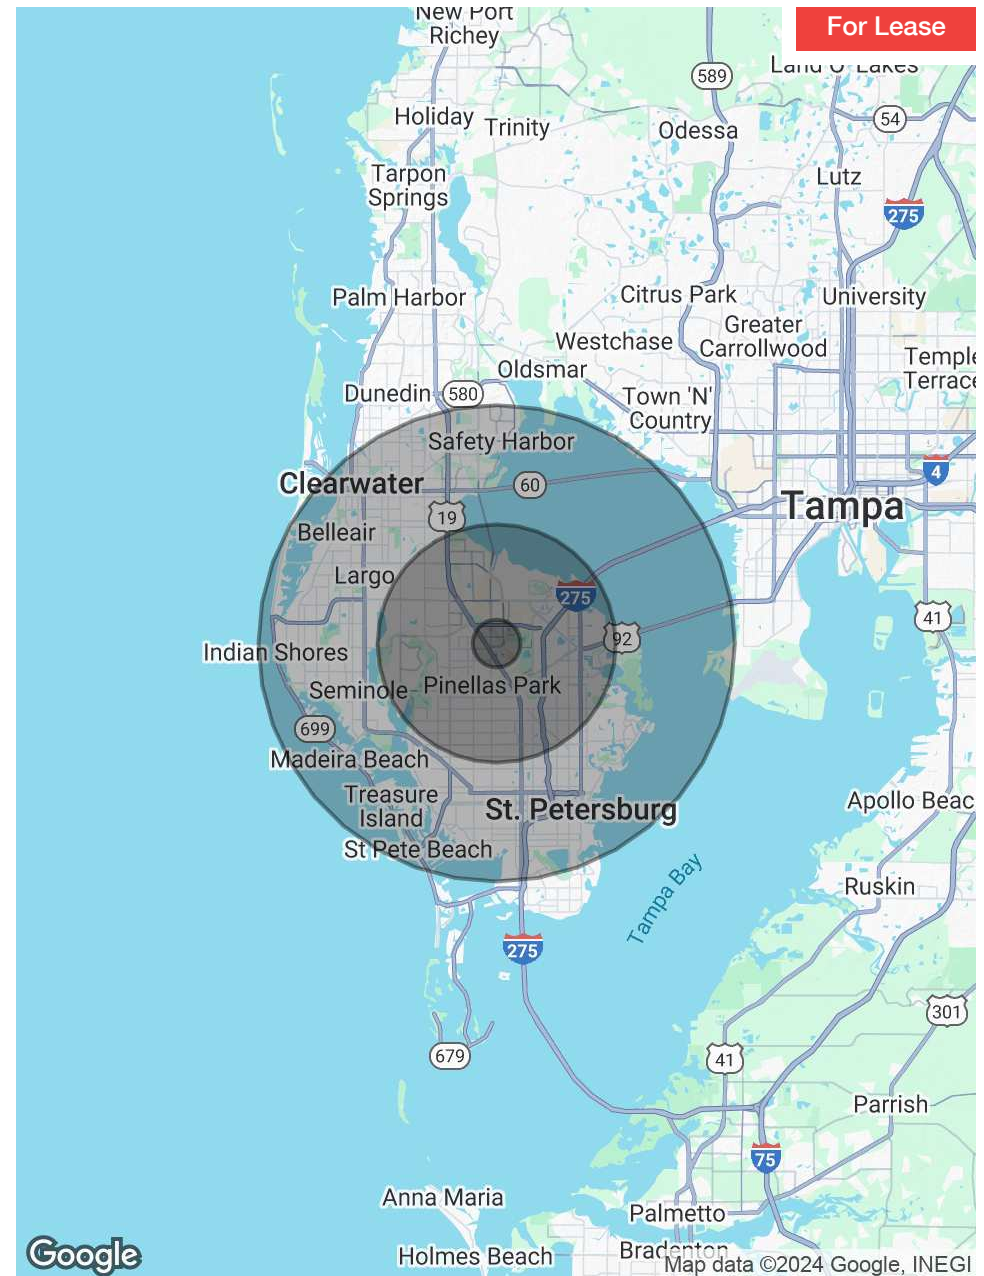 New Port
Richey
For Lease
589
Land O' Lakes
Holiday
Trinity
Odessa
54
Tarpon
Springs
Lutz
275
Palm Harbor
Citrus Park
University
Greater
Carrollwood
Westchase
Temple
Terrace
Oldsmar
Dunedin
580
Town 'N'
Country
Safety Harbor
4
Clearwater
60
Tampa
19
Belleair
Largo
275
41
92
Indian Shores
Seminole
Pinellas Park
699
Madeira Beach
Treasure
Island
St. Petersburg
Apollo Beac
St Pete Beach
Tampa Bay
Ruskin
275
301
679
41
Parrish
75
Anna Maria
Palmetto
Google
Holmes Beach
Bradenton
Map data ©2024 Google, INEGI